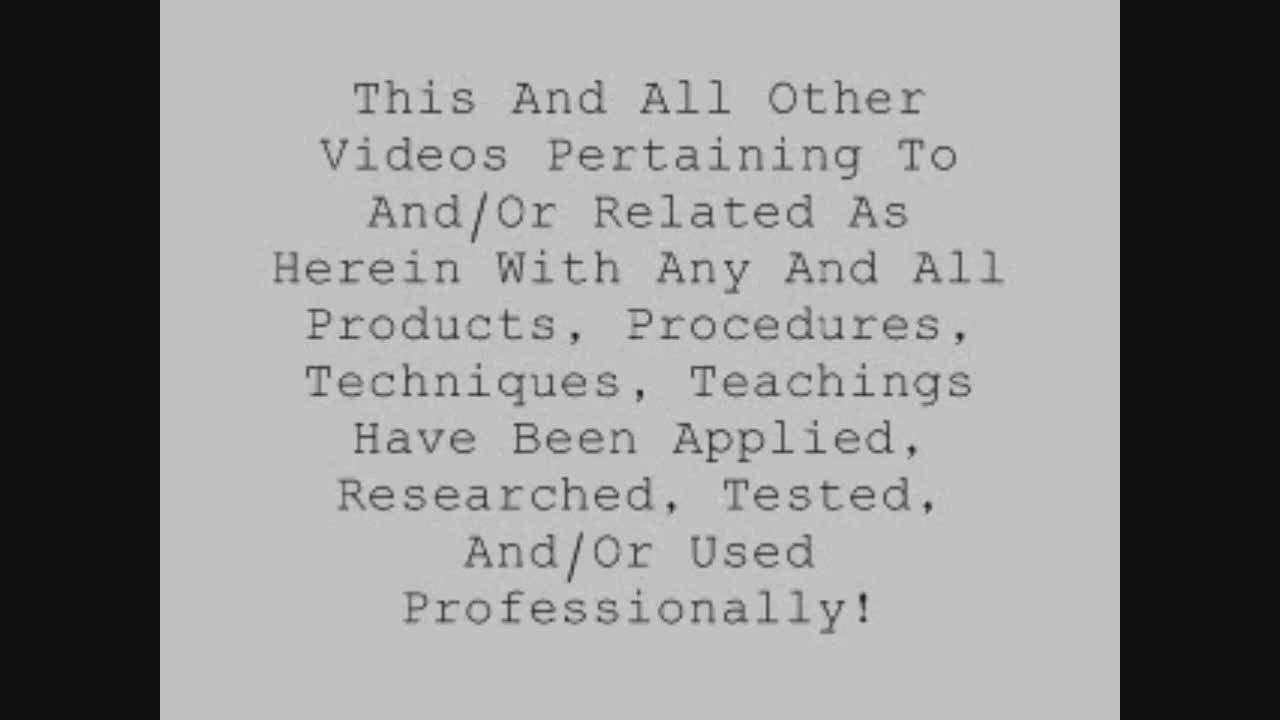 This And All Other
Videos Pertaining To
And/Or Related As
Herein With Any And All
Products, Procedures,
Techniques, Teachings
Have Been Applied,
Researched, Tested,
And/Or Used
Professionally!